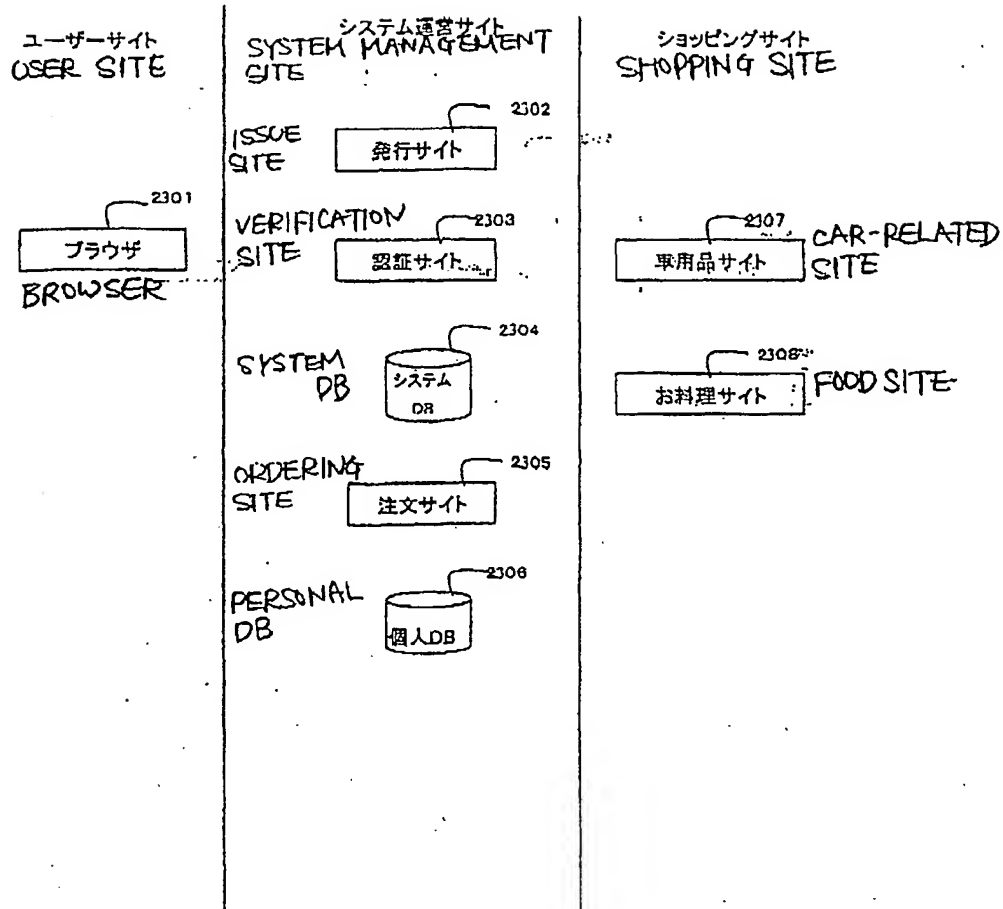 ユーザーサイト
USER SITE
システム運営サイト
SYSTEM MANAGEMENT
SITE
ショッピングサイト
SHOPPING SITE
2302
ISSUE
SITE
発行サイト
2301
ブラウザ
BROWSER
VERIFICATION
SITE
2303
認証サイト
2307
車用品サイト
CAR-RELATED
SITE
2304
SYSTEM
DB
システム
DB
2308
お料理サイト
FOOD SITE
2305
ORDERING
SITE
注文サイト
2306
PERSONAL
DB
個人DB